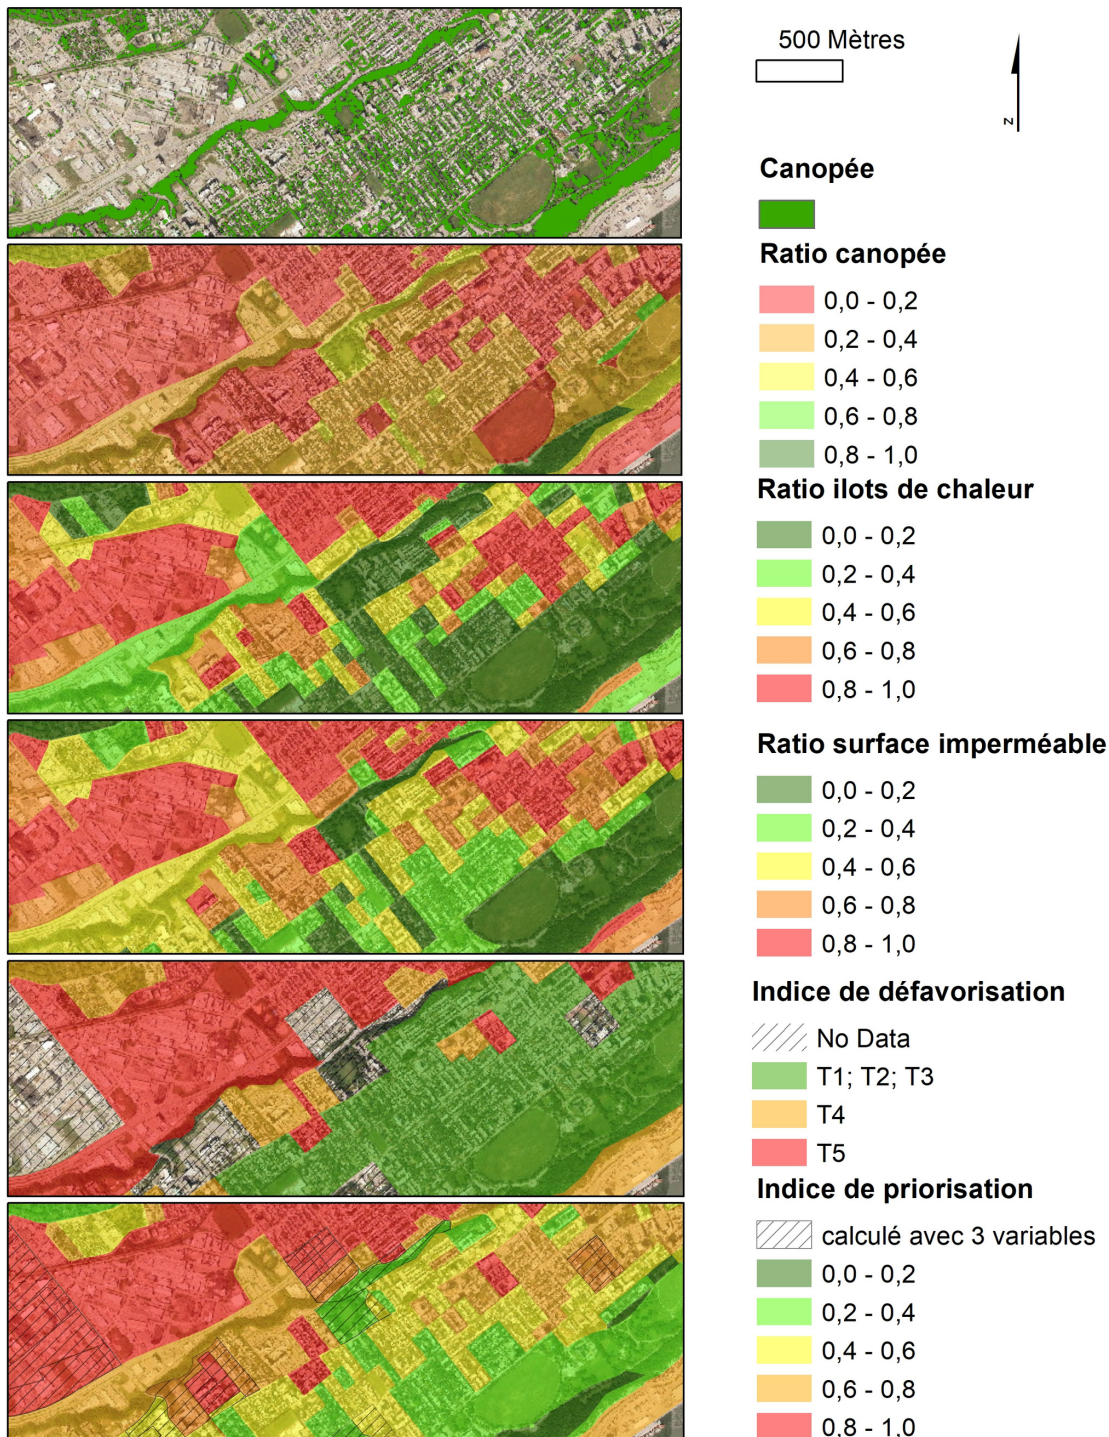 500 Mètres
z
Canopée
Ratio canopée
0,0 - 0,2
0,2 - 0,4
0,4 - 0,6
0,6 - 0,8
0,8 - 1,0
Ratio ilots de chaleur
0,0 - 0,2
0,2 - 0,4
0,4 - 0,6
0,6 - 0,8
0,8 - 1,0
Ratio surface imperméable
0,0 - 0,2
0,2 - 0,4
0,4 - 0,6
0,6 - 0,8
0,8 - 1,0
Indice de défavorisation
No Data
T1; T2; T3
T4
T5
Indice de priorisation
calculé avec 3 variables
0,0 - 0,2
0,2 - 0,4
0,4 - 0,6
0,6 - 0,8
0,8 - 1,0